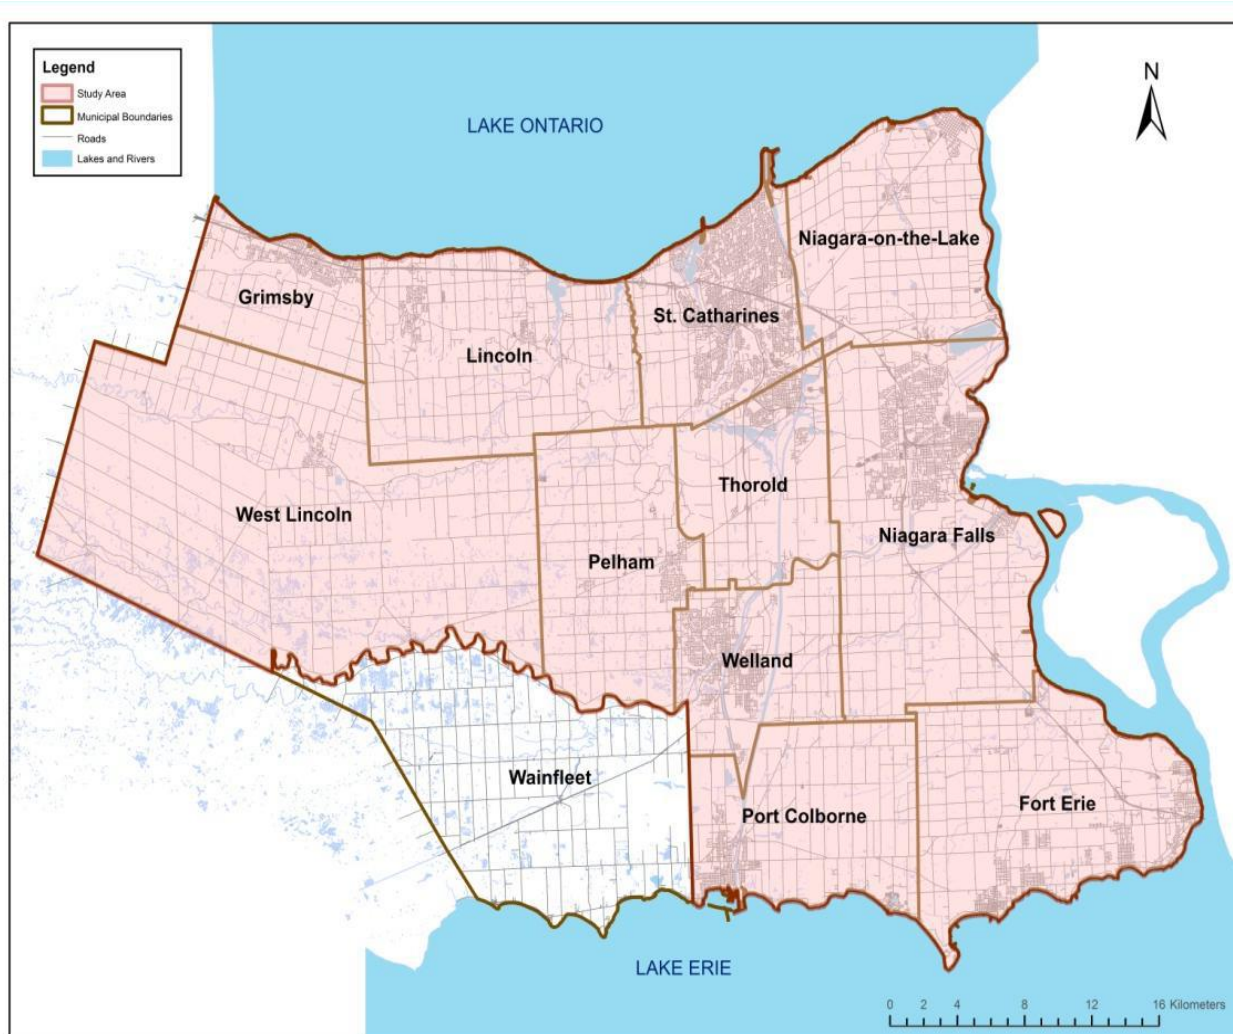 Legend
Study Area
Municipal Boundaries
Roads
Lakes and Rivers
N
LAKE ONTARIO
Niagara-on-the-Lake
Grimsby
St. Catharines
Lincoln
Thorold
West Lincoln
Niagara Falls
Pelham
Welland
Wainfleet
Fort Erie
Port Colborne
LAKE ERIE
0 2 4 8 12 16 Kilometers